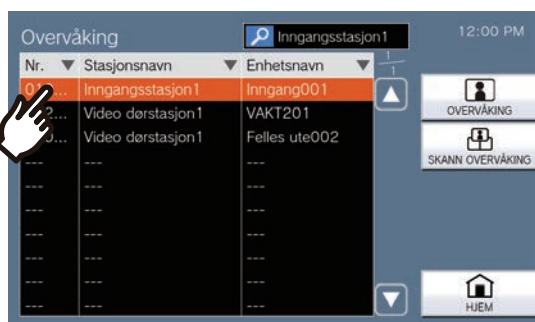 Overvåking
Inngangsstasjon1
12:00 PM
Nr. ▼ Stasjonsnavn ▼ Enhetsnavn ▼
1/1
Inngangsstasjon1 Inngang001
Video dørstasjon1 VAKT201
Video dørstasjon1 Felles ute002
--- --- ---
--- --- ---
--- --- ---
--- --- ---
--- --- ---
--- --- ---
OVERVÅKING
SKANN OVERVÅKING
HJEM